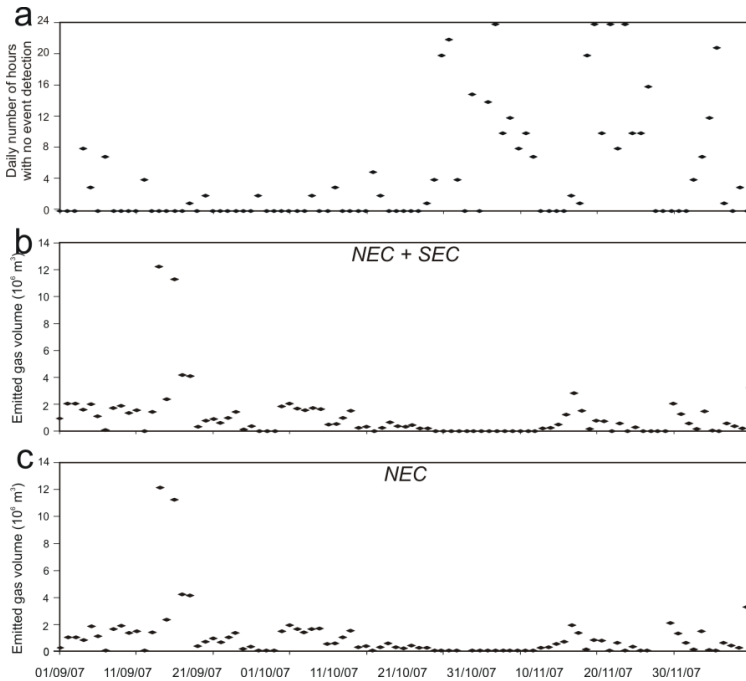 a
Daily number of hours
with no event detection
24
20
16
12
8
4
0
b
NEC + SEC
Emitted gas volume (10⁶ m³)
14
12
10
8
6
4
2
0
c
NEC
Emitted gas volume (10⁶ m³)
14
12
10
8
6
4
2
0
01/09/07 11/09/07 21/09/07 01/10/07 11/10/07 21/10/07 31/10/07 10/11/07 20/11/07 30/11/07